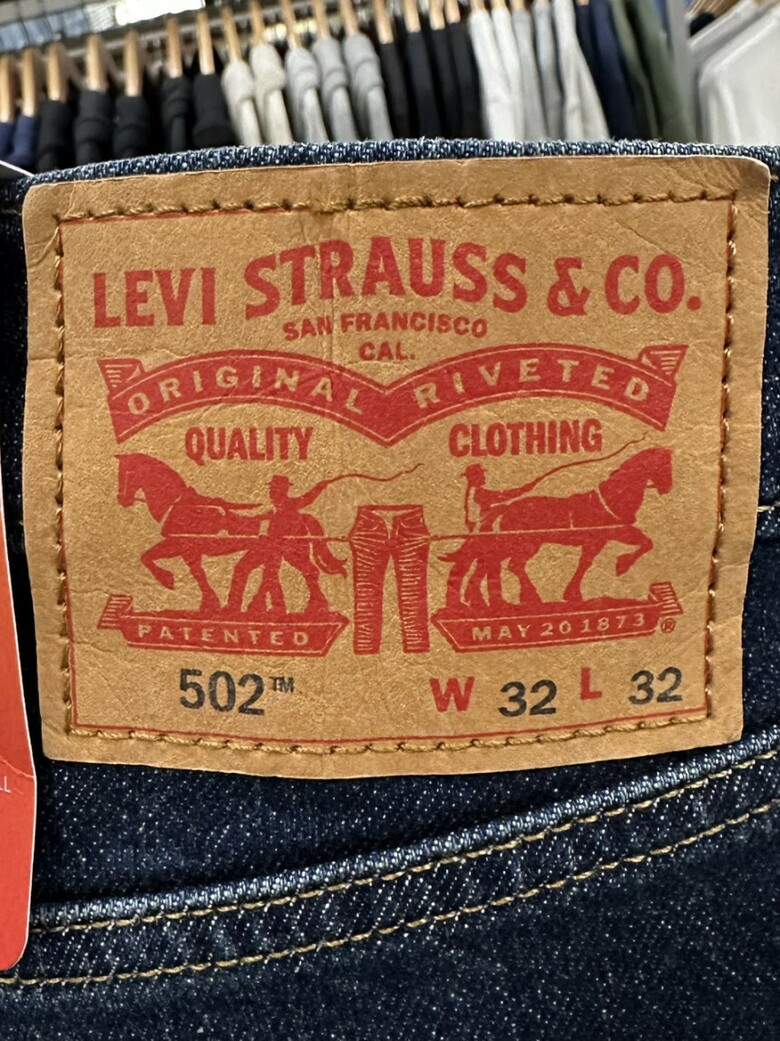 LEVI STRAUSS & CO.
SAN FRANCISCO
CAL.
ORIGINAL RIVETED
QUALITY CLOTHING
PATENTED MAY 20 1873®
502™ W 32 L 32